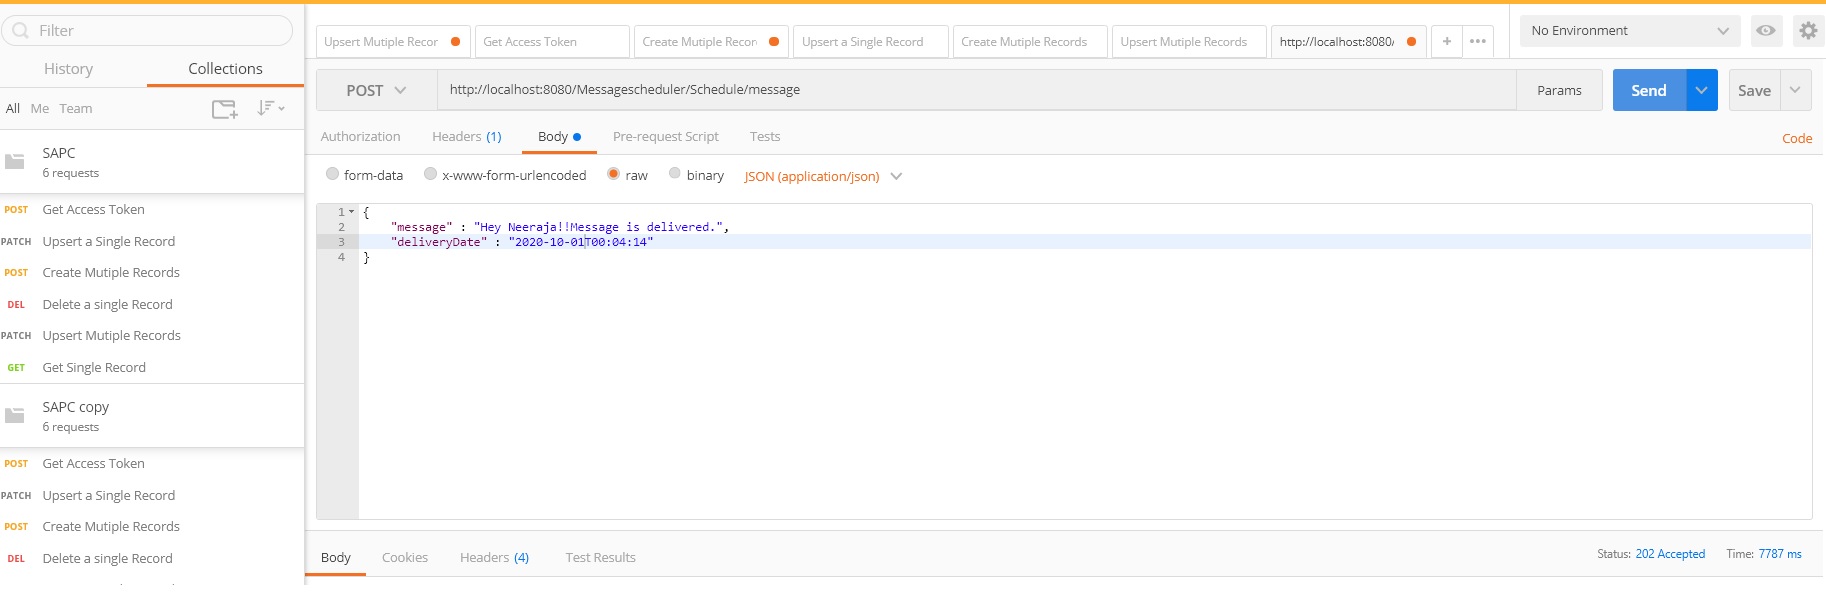 Filter
History Collections
All Me Team
SAPC
6 requests
POST Get Access Token
PATCH Upsert a Single Record
POST Create Mutiple Records
DEL Delete a single Record
PATCH Upsert Mutiple Records
GET Get Single Record
SAPC copy
6 requests
POST Get Access Token
PATCH Upsert a Single Record
POST Create Mutiple Records
DEL Delete a single Record
Upsert Mutiple Recor Get Access Token Create Mutiple Recor Upsert a Single Record Create Mutiple Records Upsert Mutiple Records http://localhost:8080/ + •••
No Environment
POST http://localhost:8080/Messagescheduler/Schedule/message Params Send Save
Authorization Headers (1) Body Pre-request Script Tests Code
form-data x-www-form-urlencoded raw binary JSON (application/json)
1 {
2 "message" : "Hey Neeraja!!Message is delivered.",
3 "deliveryDate" : "2020-10-01T00:04:14"
4 }
Body Cookies Headers (4) Test Results Status: 202 Accepted Time: 7787 ms